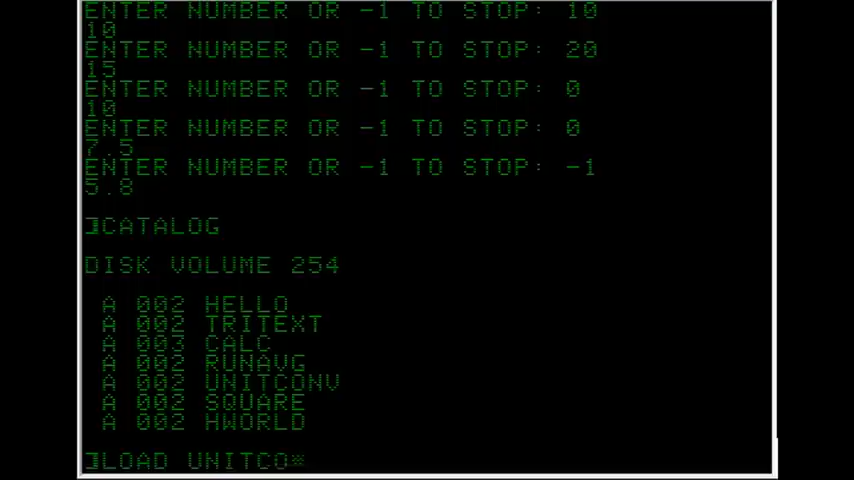 ENTER NUMBER OR -1 TO STOP: 10
10
ENTER NUMBER OR -1 TO STOP: 20
15
ENTER NUMBER OR -1 TO STOP: 0
10
ENTER NUMBER OR -1 TO STOP: 0
7.5
ENTER NUMBER OR -1 TO STOP: -1
5.8
]CATALOG
DISK VOLUME 254
A 002 HELLO
A 002 TRITEXT
A 003 CALC
A 002 RUNAVG
A 002 UNITCONV
A 002 SQUARE
A 002 HWORLD
]LOAD UNITCO